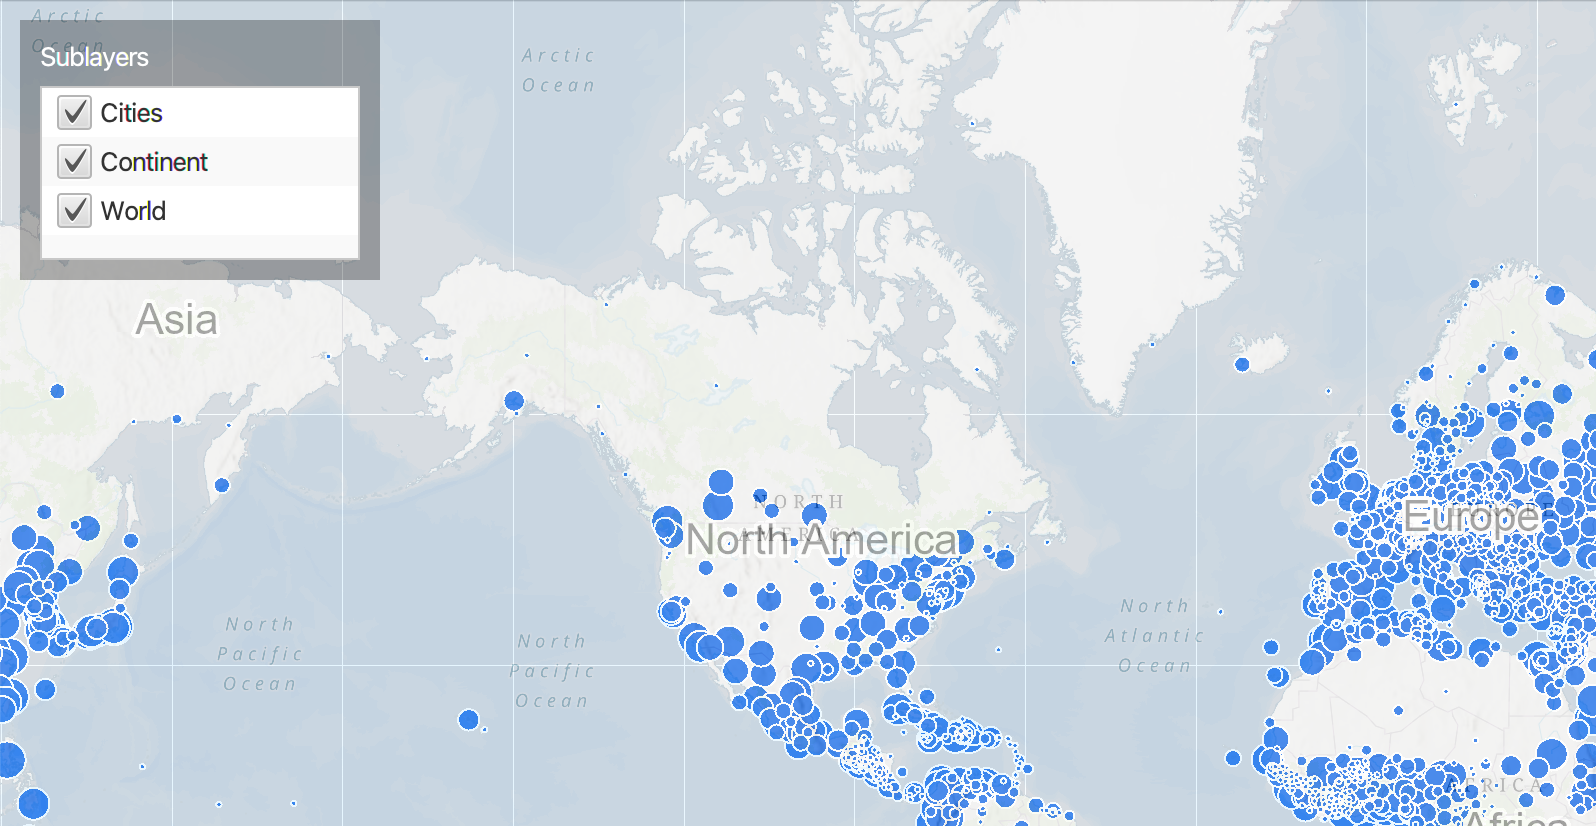 Arctic
Ocean
Sublayers
Cities
Continent
World
Arctic
Ocean
Asia
NORTH
AMERICA
North America
EUROPE
Europe
North
Pacific
Ocean
North
Pacific
Ocean
North
Atlantic
Ocean
AFRICA
Africa